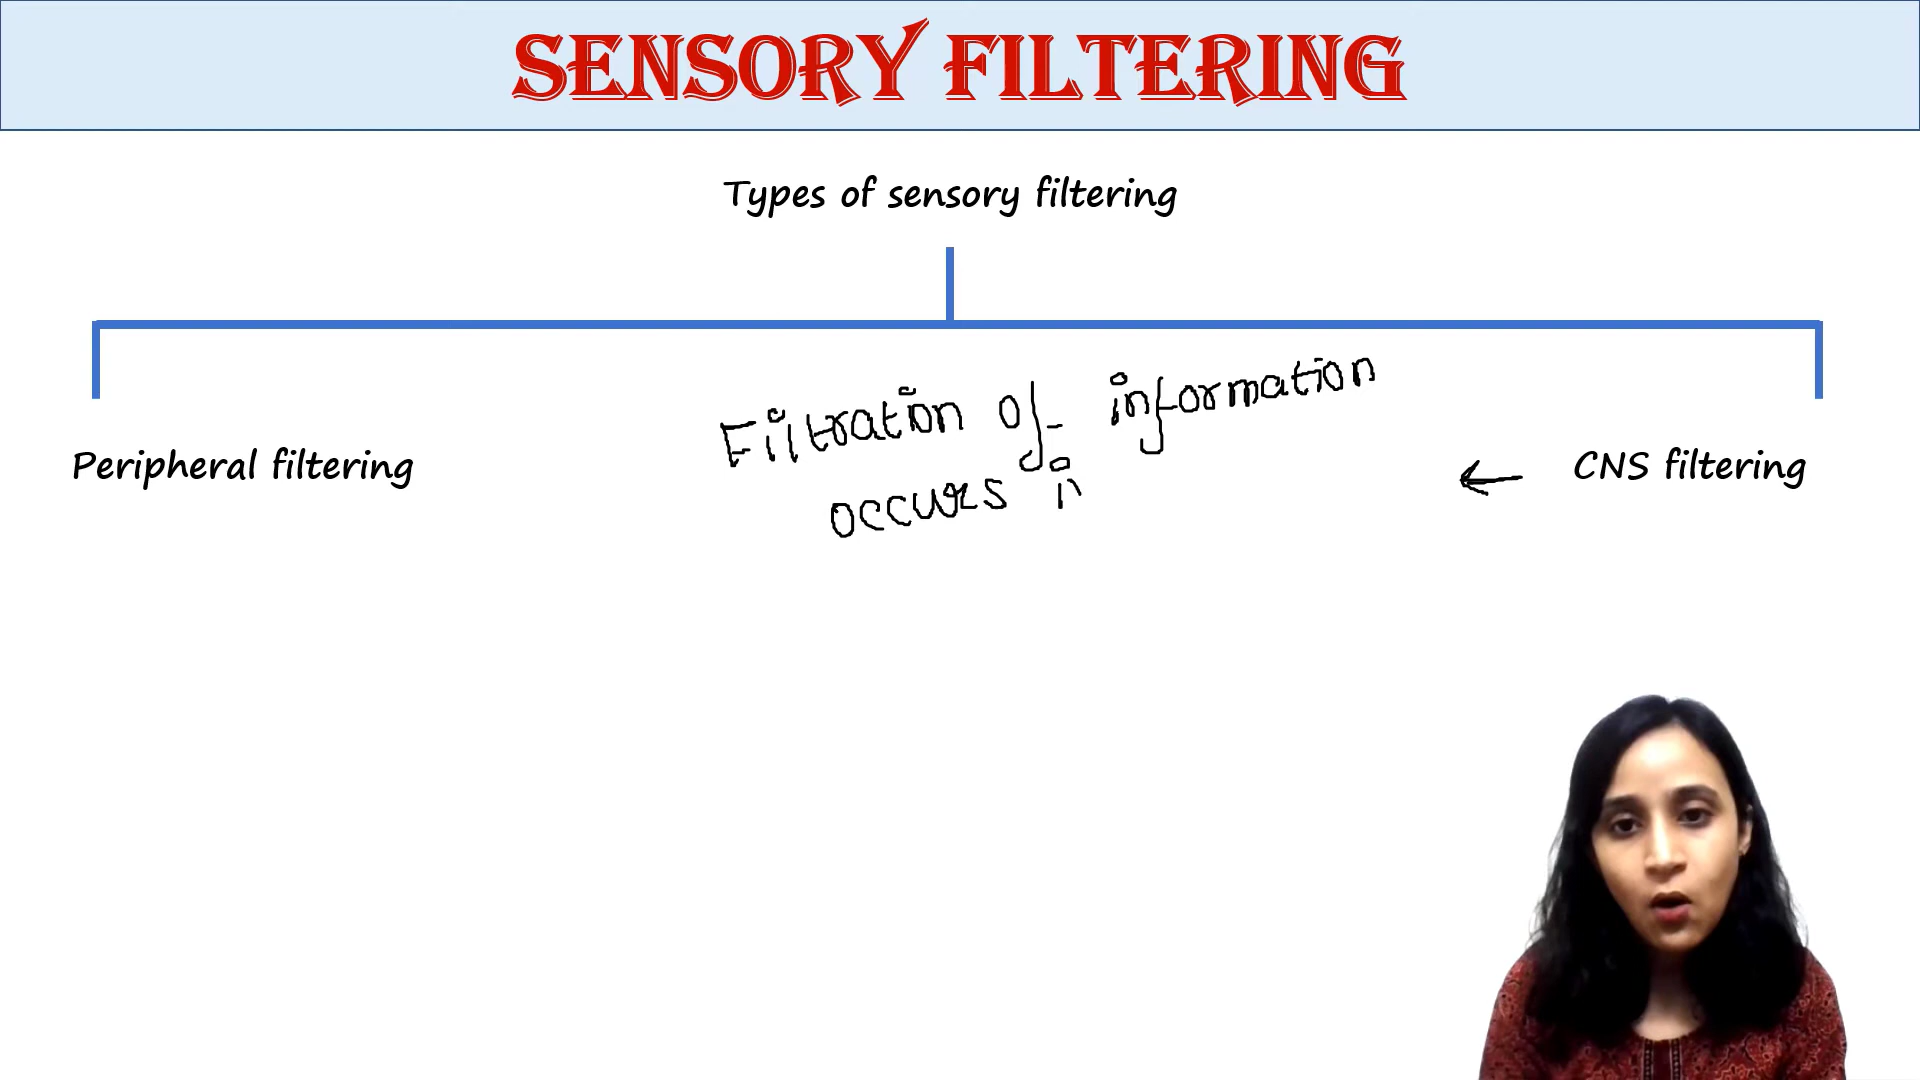 SENSORY FILTERING
Types of sensory filtering
Peripheral filtering
Filtration of information
occurs in
CNS filtering